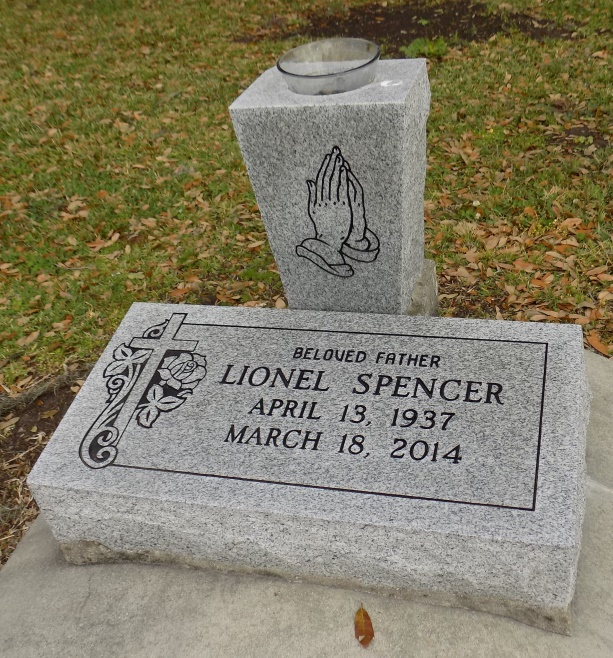 BELOVED FATHER
LIONEL SPENCER
APRIL 13, 1937
MARCH 18, 2014